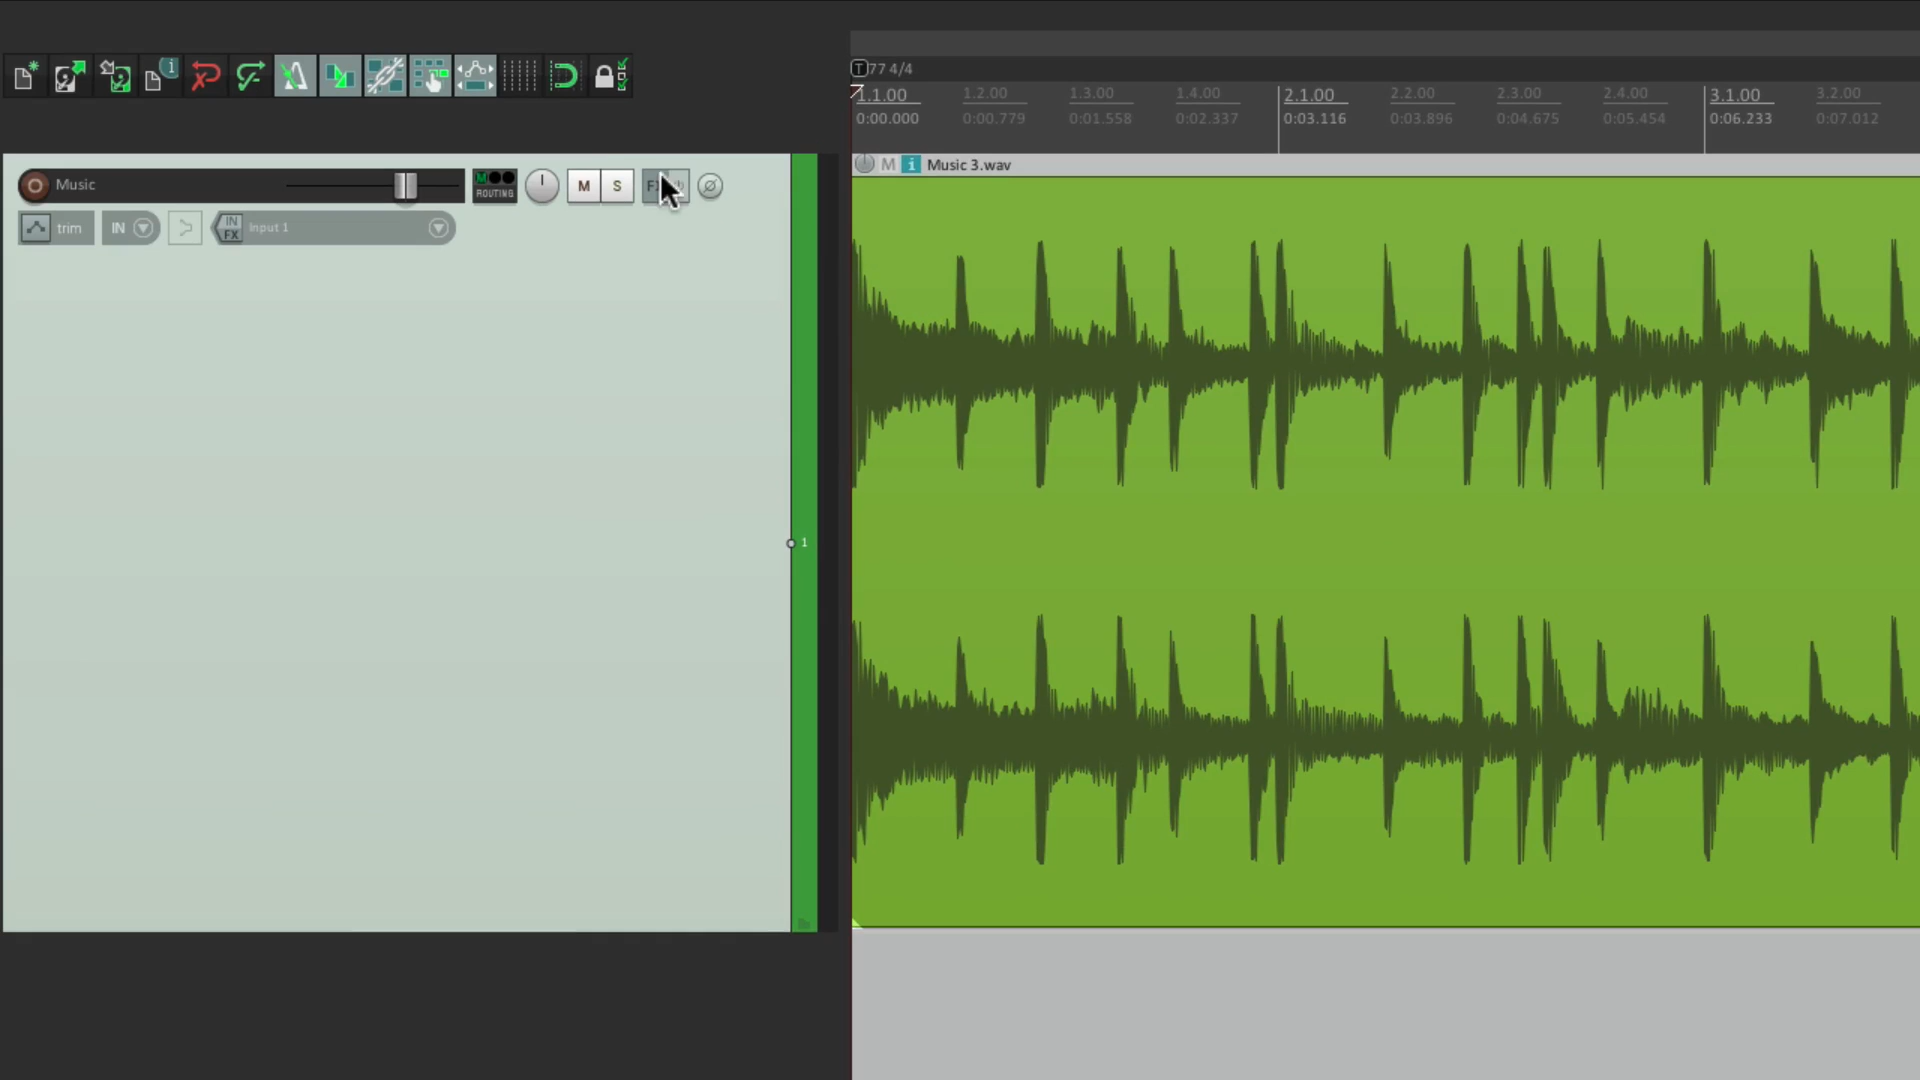 T 77 4/4
1.1.00 1.2.00 1.3.00 1.4.00 2.1.00 2.2.00 2.3.00 2.4.00 3.1.00 3.2.00
0:00.000 0:00.779 0:01.558 0:02.337 0:03.116 0:03.896 0:04.675 0:05.454 0:06.233 0:07.012
M i Music 3.wav
Music M ROUTING M S
trim IN IN FX Input 1
1